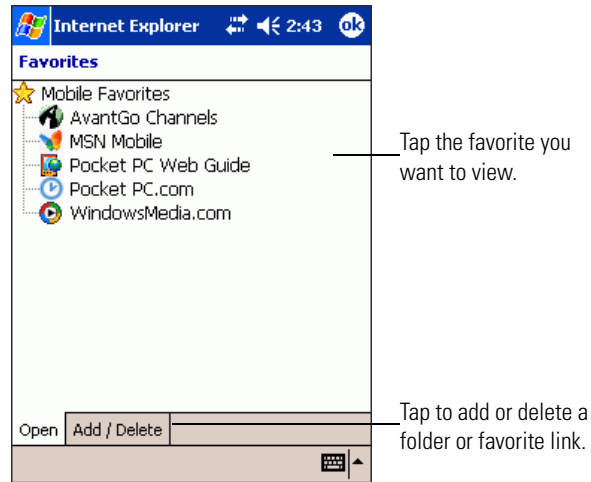 Internet Explorer 2:43 ok
Favorites
Mobile Favorites
AvantGo Channels
MSN Mobile
Pocket PC Web Guide
Pocket PC.com
WindowsMedia.com
Tap the favorite you
want to view.
Open Add / Delete
Tap to add or delete a
folder or favorite link.